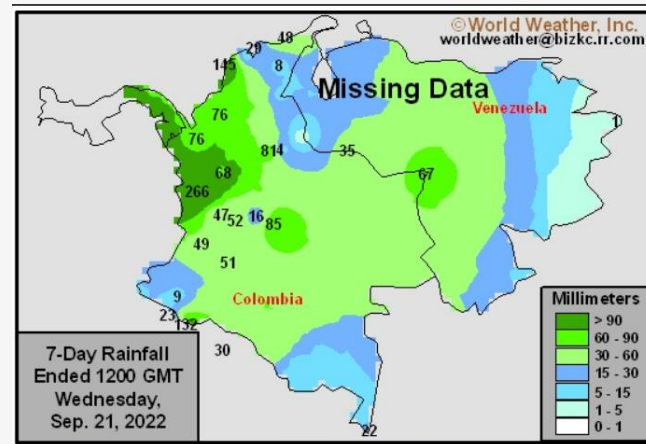 ©World Weather, Inc.
worldweather@bizkc.rr.com
48
29
145
8
Missing Data
Venezuela
76
76
814
35
67
68
266
47
52
16
85
49
51
9
Colombia
23
132
30
22
7-Day Rainfall
Ended 1200 GMT
Wednesday,
Sep. 21, 2022
Millimeters
> 90
60 - 90
30 - 60
15 - 30
5 - 15
1 - 5
0 - 1